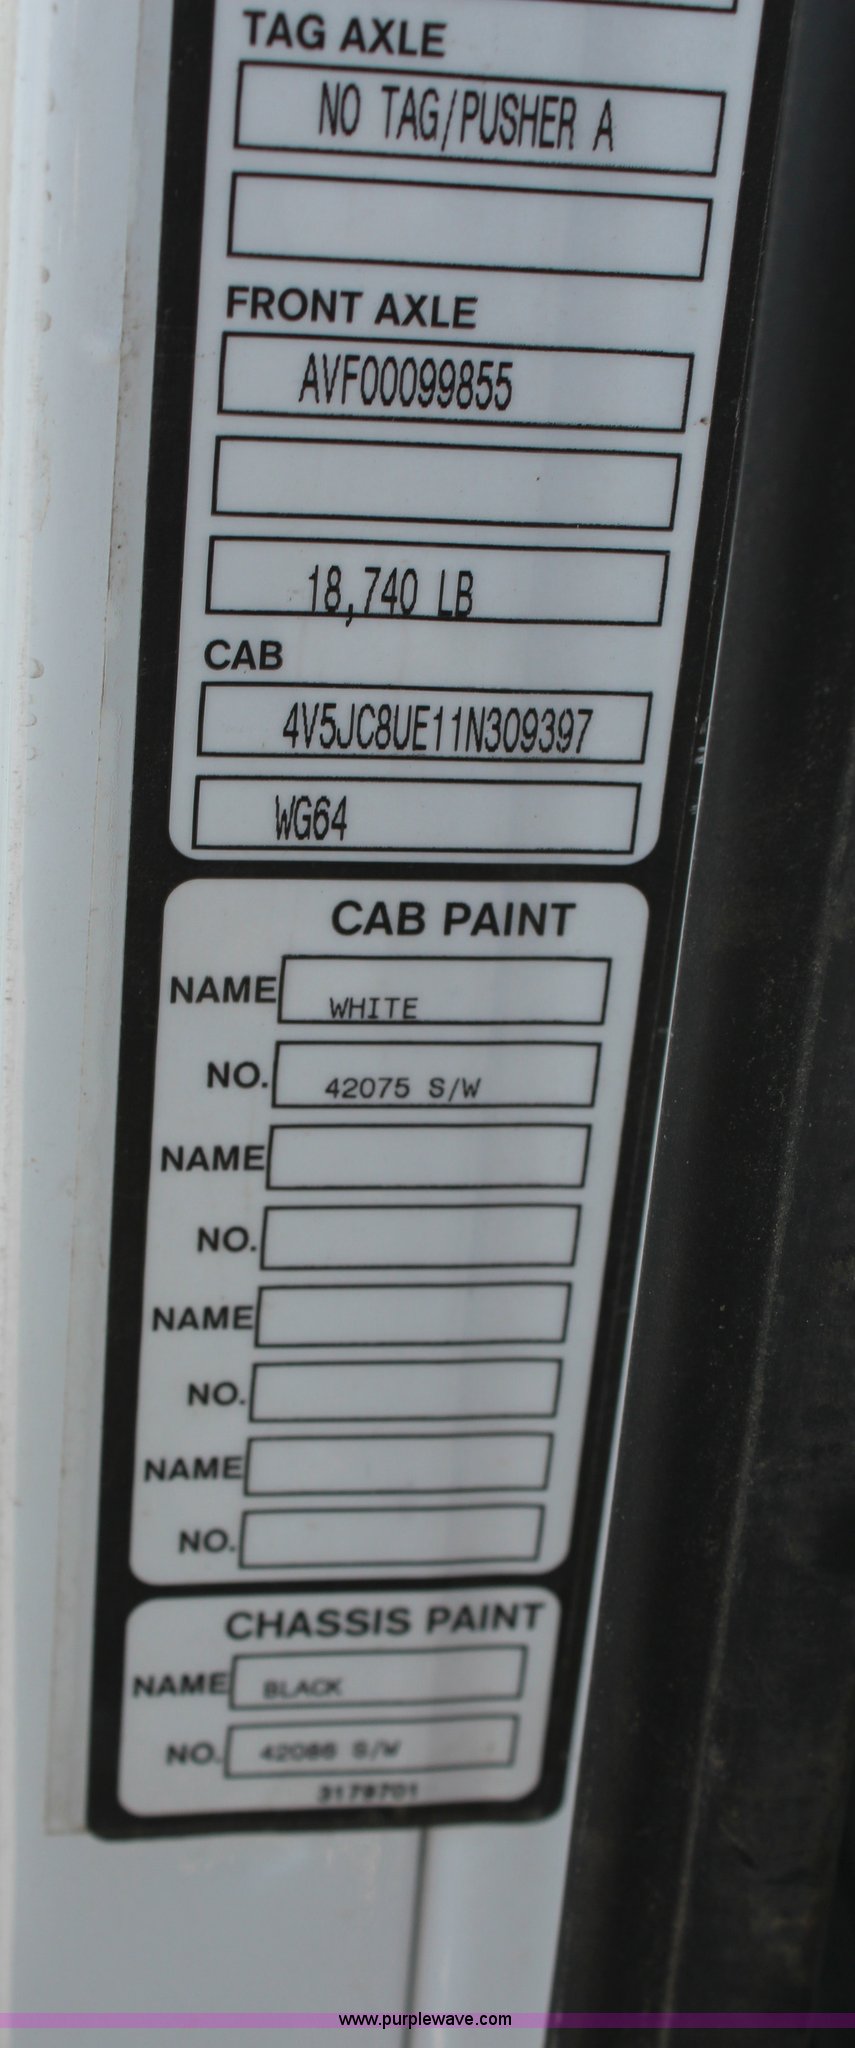 TAG AXLE
NO TAG/PUSHER A
FRONT AXLE
AVF00099855
18,740 LB
CAB
4V5JC8UE11N309397
WG64
CAB PAINT
NAME WHITE
NO. 42075 S/W
NAME
NO.
NAME
NO.
NAME
NO.
CHASSIS PAINT
NAME BLACK
NO. 42086 S/W
3179701
www.purplewave.com